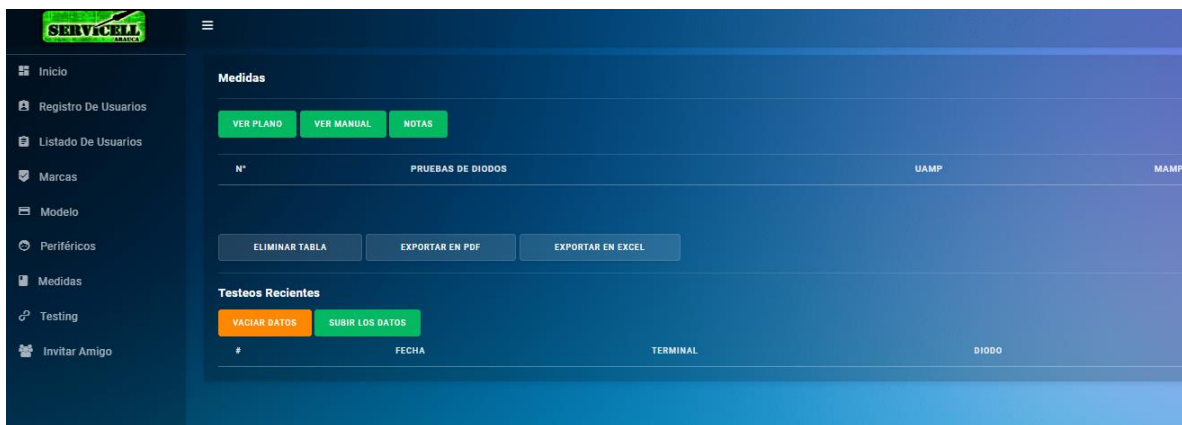 SERVICELL
ARAUCA
Inicio
Registro De Usuarios
Listado De Usuarios
Marcas
Modelo
Periféricos
Medidas
Testing
Invitar Amigo
Medidas
VER PLANO VER MANUAL NOTAS
N° PRUEBAS DE DIODOS UAMP MAMP
ELIMINAR TABLA EXPORTAR EN PDF EXPORTAR EN EXCEL
Testeos Recientes
VACIAR DATOS SUBIR LOS DATOS
# FECHA TERMINAL DIODO